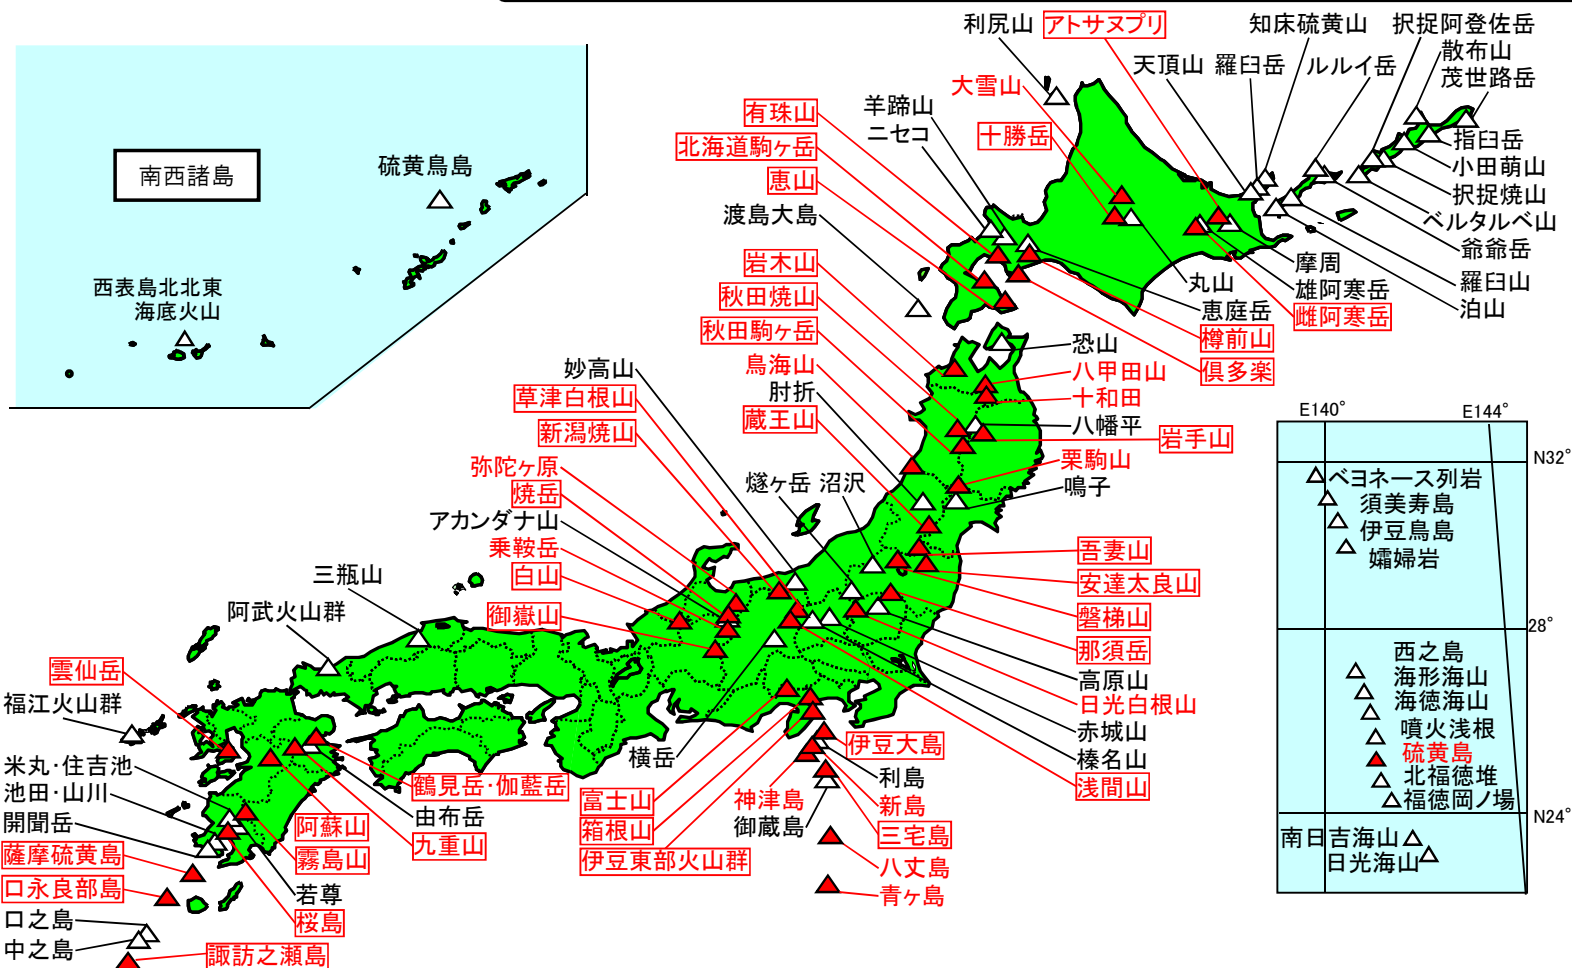 利尻山
アトサヌプリ
知床硫黄山
択捉阿登佐岳
散布山
茂世路岳
天頂山
羅臼岳
ルルイ岳
大雪山
羊蹄山
有珠山
ニセコ
十勝岳
北海道駒ヶ岳
恵山
渡島大島
指臼岳
小田萌山
択捉焼山
ベルタルベ山
爺爺岳
羅臼山
泊山
摩周
雄阿寒岳
雌阿寒岳
丸山
恵庭岳
樽前山
倶多楽
南西諸島
硫黄鳥島
西表島北北東
海底火山
岩木山
秋田焼山
秋田駒ヶ岳
鳥海山
肘折
蔵王山
恐山
八甲田山
十和田
八幡平
岩手山
栗駒山
鳴子
妙高山
草津白根山
新潟焼山
弥陀ヶ原
焼岳
アカンダナ山
乗鞍岳
白山
御嶽山
燧ヶ岳
沼沢
吾妻山
安達太良山
磐梯山
那須岳
高原山
日光白根山
赤城山
榛名山
浅間山
三瓶山
阿武火山群
雲仙岳
福江火山群
米丸・住吉池
池田・山川
開聞岳
薩摩硫黄島
口永良部島
口之島
中之島
諏訪之瀬島
桜島
若尊
霧島山
阿蘇山
九重山
由布岳
鶴見岳・伽藍岳
横岳
富士山
箱根山
伊豆東部火山群
伊豆大島
利島
新島
神津島
三宅島
御蔵島
八丈島
青ヶ島
E140°
E144°
N32°
ベヨネース列岩
須美寿島
伊豆鳥島
孀婦岩
28°
西之島
海形海山
海徳海山
噴火浅根
硫黄島
北福徳堆
福徳岡ノ場
N24°
南日吉海山
日光海山